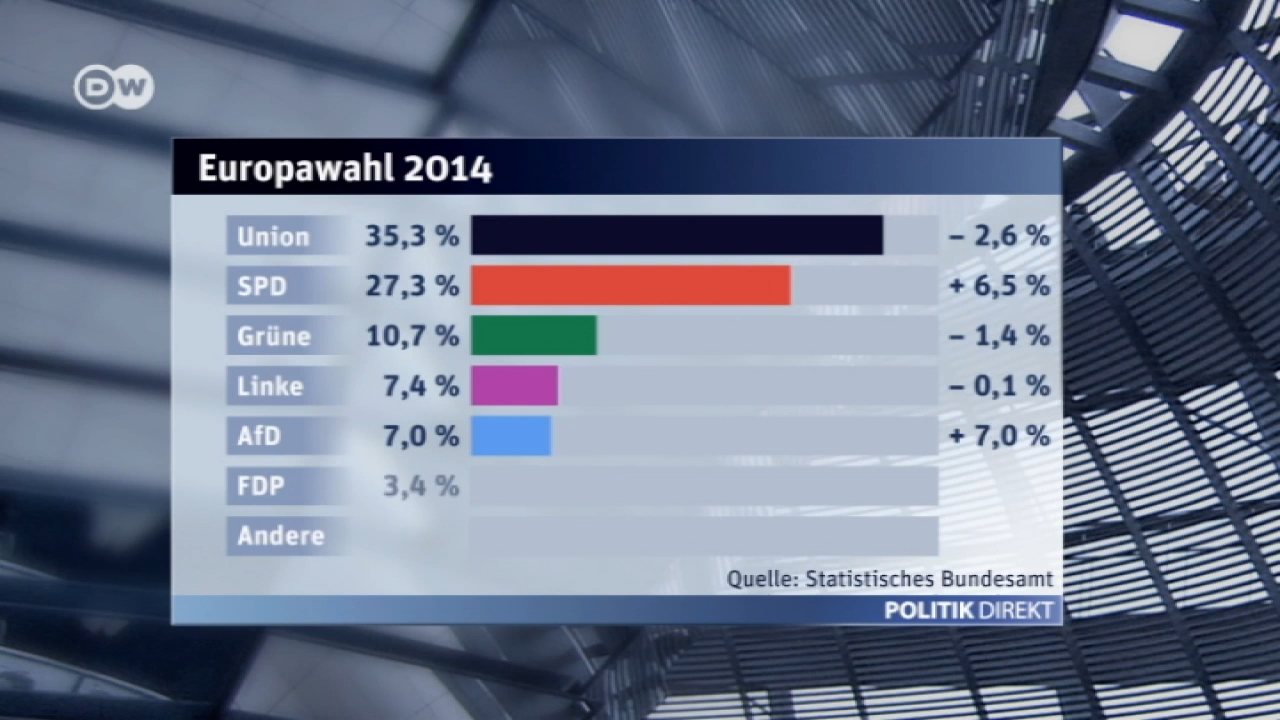 DW
Europawahl 2014
Union 35,3 % – 2,6 %
SPD 27,3 % + 6,5 %
Grüne 10,7 % – 1,4 %
Linke 7,4 % – 0,1 %
AfD 7,0 % + 7,0 %
FDP 3,4 %
Andere
Quelle: Statistisches Bundesamt
POLITIK DIREKT